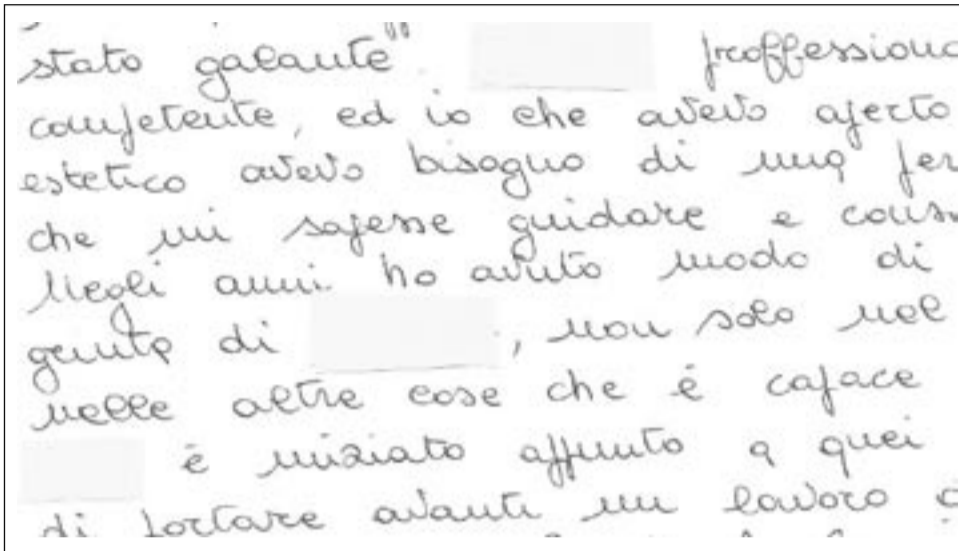 stato galante" proffessiona
competente, ed io che avevo aperto
estetico avevo bisogno di una per
che mi sapesse guidare e cons
Negli anni ho avuto modo di
gente di , non solo nel
nelle altre cose che è capace
è iniziato appunto a quei
di portare avanti un lavoro